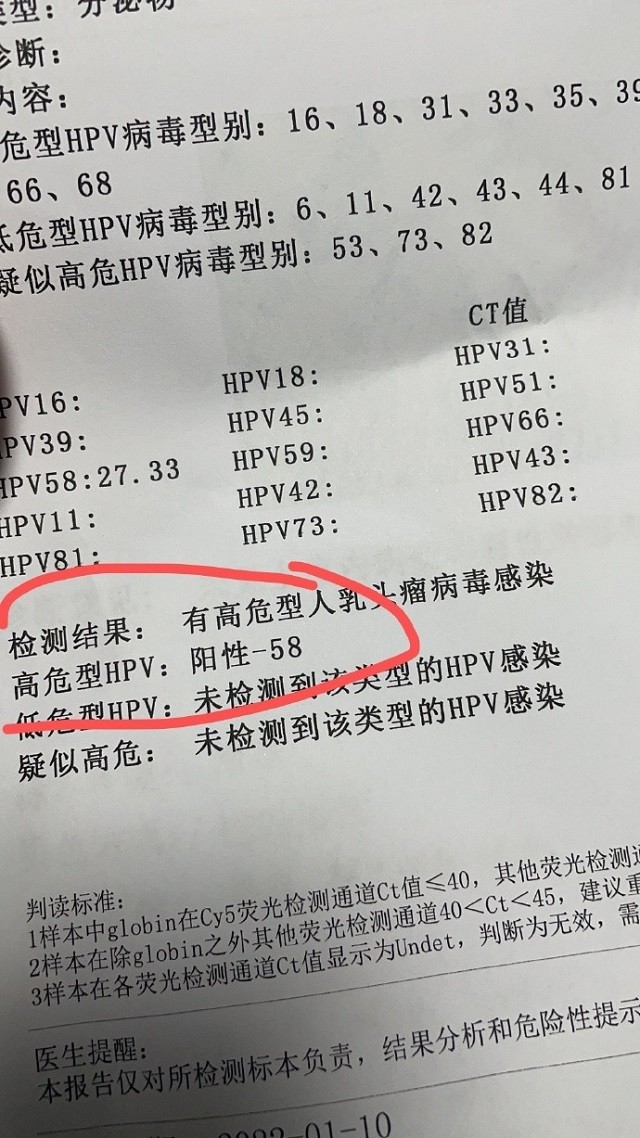 类型：分泌物
诊断：
内容：
危型HPV病毒型别：16、18、31、33、35、39
66、68
低危型HPV病毒型别：6、11、42、43、44、81
疑似高危HPV病毒型别：53、73、82
CT值
HPV16: HPV18: HPV31:
HPV39: HPV45: HPV51:
HPV58:27.33 HPV59: HPV66:
HPV11: HPV42: HPV43:
HPV81: HPV73: HPV82:
检测结果： 有高危型人乳头瘤病毒感染
高危型HPV：阳性-58
低危型HPV：未检测到该类型的HPV感染
疑似高危： 未检测到该类型的HPV感染
判读标准：
1样本中globin在Cy5荧光检测通道Ct值≤40，其他荧光检测通
2样本在除globin之外其他荧光检测通道40<Ct<45，建议重
3样本在各荧光检测通道Ct值显示为Undet，判断为无效，需
医生提醒：
本报告仅对所检测标本负责，结果分析和危险性提示
2022-01-10